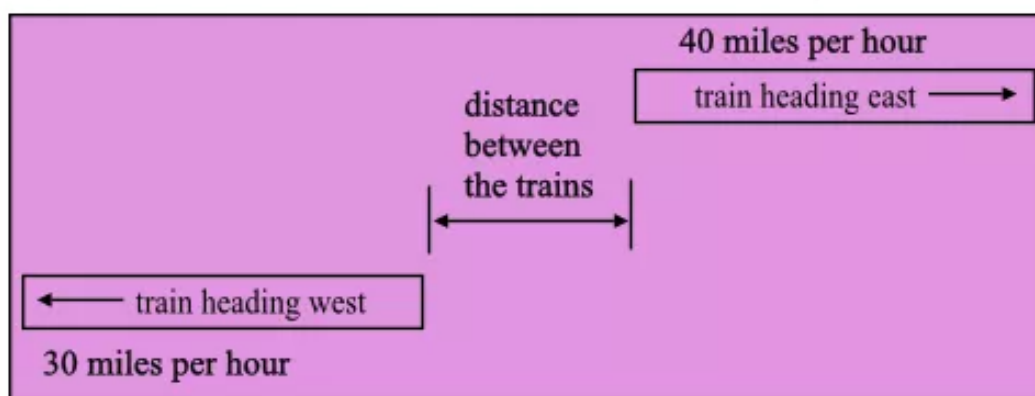 40 miles per hour
train heading east
distance
between
the trains
train heading west
30 miles per hour